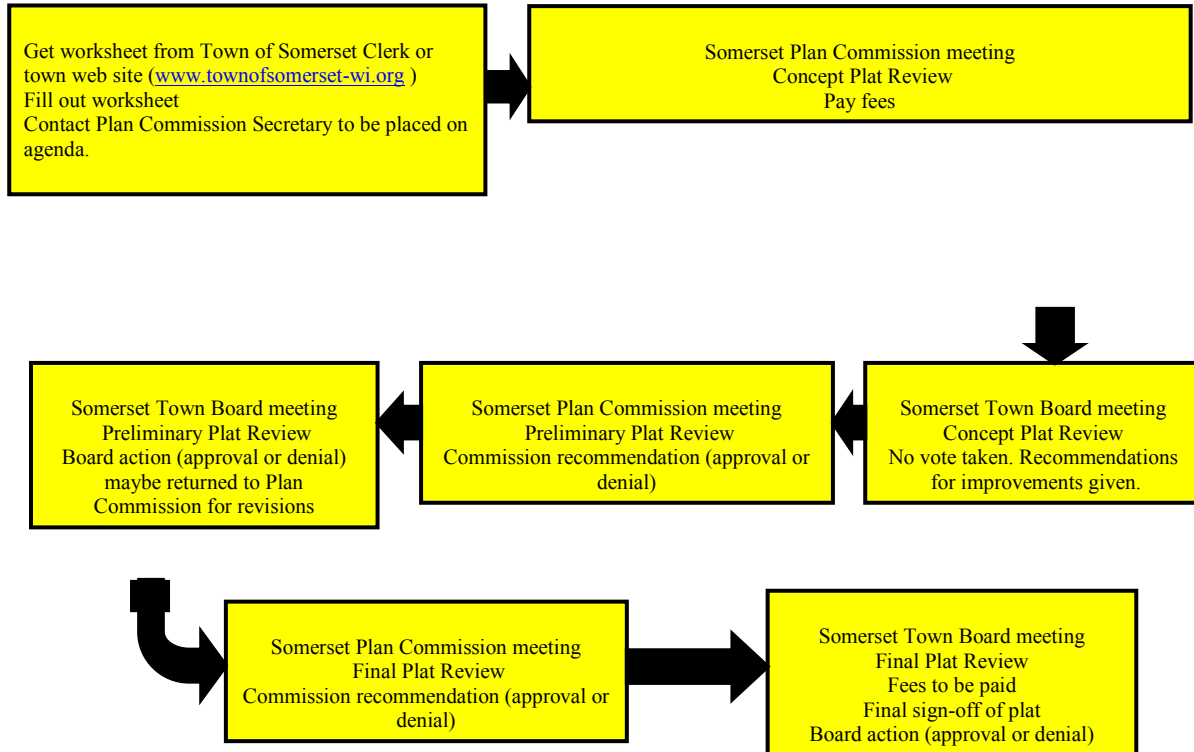 Get worksheet from Town of Somerset Clerk or
town web site (www.townofsomerset-wi.org )
Fill out worksheet
Contact Plan Commission Secretary to be placed on
agenda.
Somerset Plan Commission meeting
Concept Plat Review
Pay fees
Somerset Town Board meeting
Concept Plat Review
No vote taken. Recommendations
for improvements given.
Somerset Plan Commission meeting
Preliminary Plat Review
Commission recommendation (approval or
denial)
Somerset Town Board meeting
Preliminary Plat Review
Board action (approval or denial)
maybe returned to Plan
Commission for revisions
Somerset Plan Commission meeting
Final Plat Review
Commission recommendation (approval or
denial)
Somerset Town Board meeting
Final Plat Review
Fees to be paid
Final sign-off of plat
Board action (approval or denial)